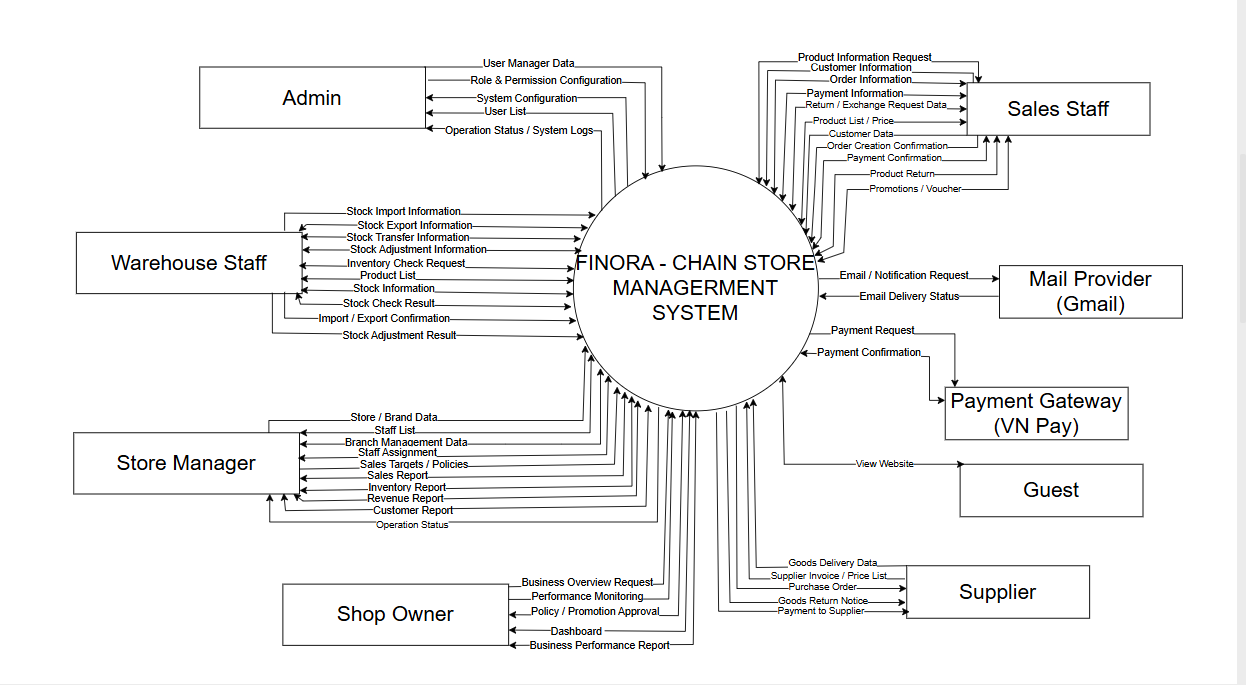 Admin
User Manager Data
Role & Permission Configuration
System Configuration
User List
Operation Status / System Logs
Product Information Request
Customer Information
Order Information
Payment Information
Return / Exchange Request Data
Product List / Price
Customer Data
Order Creation Confirmation
Payment Confirmation
Product Return
Promotions / Voucher
Sales Staff
Warehouse Staff
Stock Import Information
Stock Export Information
Stock Transfer Information
Stock Adjustment Information
Inventory Check Request
Product List
Stock Information
Stock Check Result
Import / Export Confirmation
Stock Adjustment Result
FINORA - CHAIN STORE
MANAGERMENT
SYSTEM
Email / Notification Request
Email Delivery Status
Mail Provider
(Gmail)
Payment Request
Payment Confirmation
Payment Gateway
(VN Pay)
Store Manager
Store / Brand Data
Staff List
Branch Management Data
Staff Assignment
Sales Targets / Policies
Sales Report
Inventory Report
Revenue Report
Customer Report
Operation Status
View Website
Guest
Shop Owner
Business Overview Request
Performance Monitoring
Policy / Promotion Approval
Dashboard
Business Performance Report
Goods Delivery Data
Supplier Invoice / Price List
Purchase Order
Goods Return Notice
Payment to Supplier
Supplier